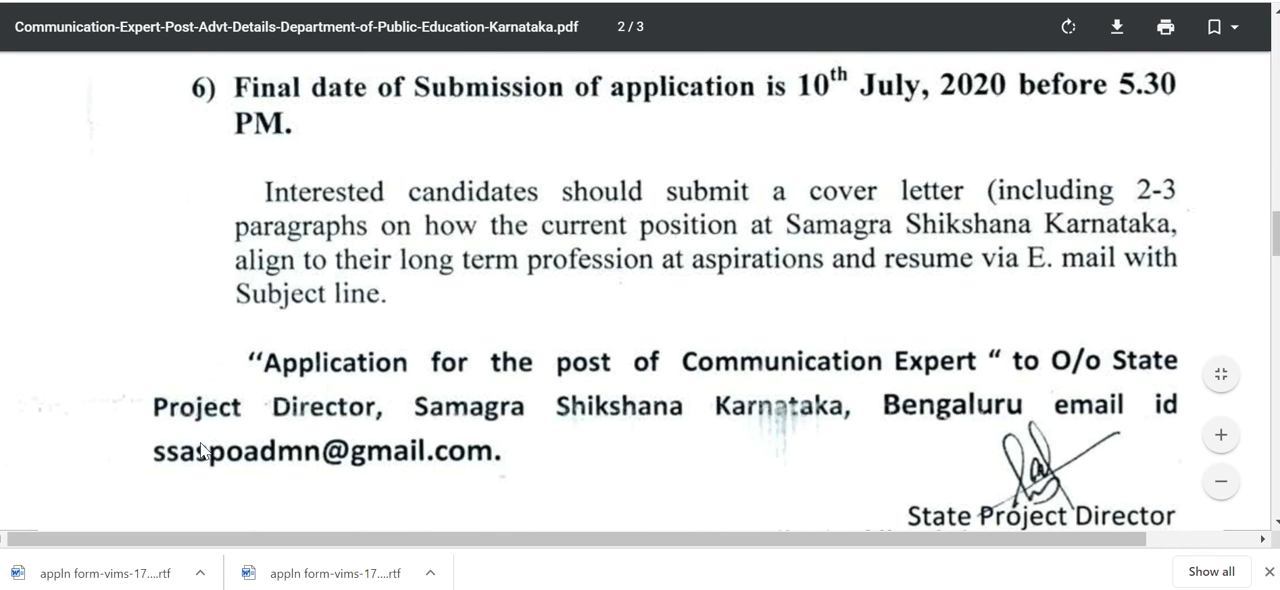 Communication-Expert-Post-Advt-Details-Department-of-Public-Education-Karnataka.pdf 2 / 3
6) Final date of Submission of application is 10th July, 2020 before 5.30
PM.
Interested candidates should submit a cover letter (including 2-3
paragraphs on how the current position at Samagra Shikshana Karnataka,
align to their long term profession at aspirations and resume via E. mail with
Subject line.
“Application for the post of Communication Expert “ to O/o State
Project Director, Samagra Shikshana Karnataka, Bengaluru email id
@gmail.com.
State Project Director
appln form-vims-17....rtf appln form-vims-17....rtf Show all